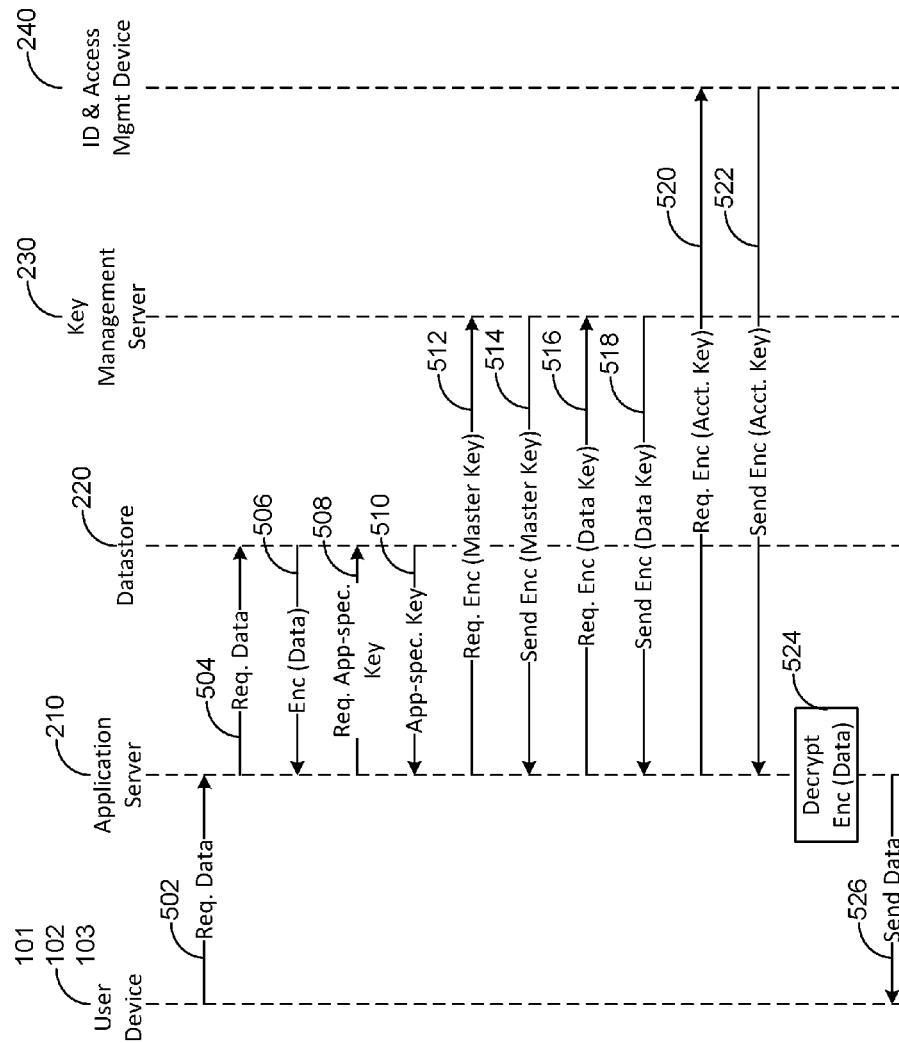 101
102
103
User
Device
210
Application
Server
220
Datastore
230
Key
Management
Server
240
ID & Access
Mgmt Device
502
Req. Data
504
Req. Data
506
Enc (Data)
508
Req. App-spec.
Key
510
App-spec. Key
512
Req. Enc (Master Key)
514
Send Enc (Master Key)
516
Req. Enc (Data Key)
518
Send Enc (Data Key)
520
Req. Enc (Acct. Key)
522
Send Enc (Acct. Key)
524
Decrypt
Enc (Data)
526
Send Data